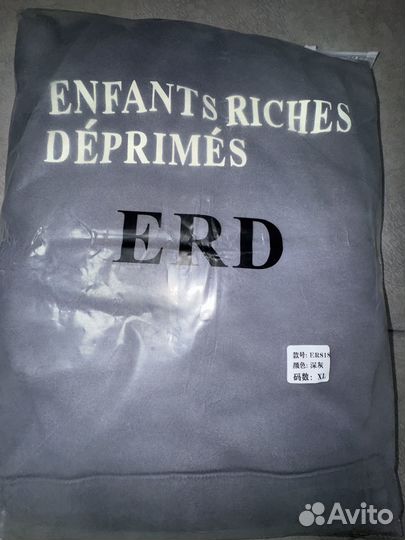 ENFANTS RICHES
DÉPRIMÉS
ERD
款号: ERS18
颜色: 深灰
码数: XL
Avito